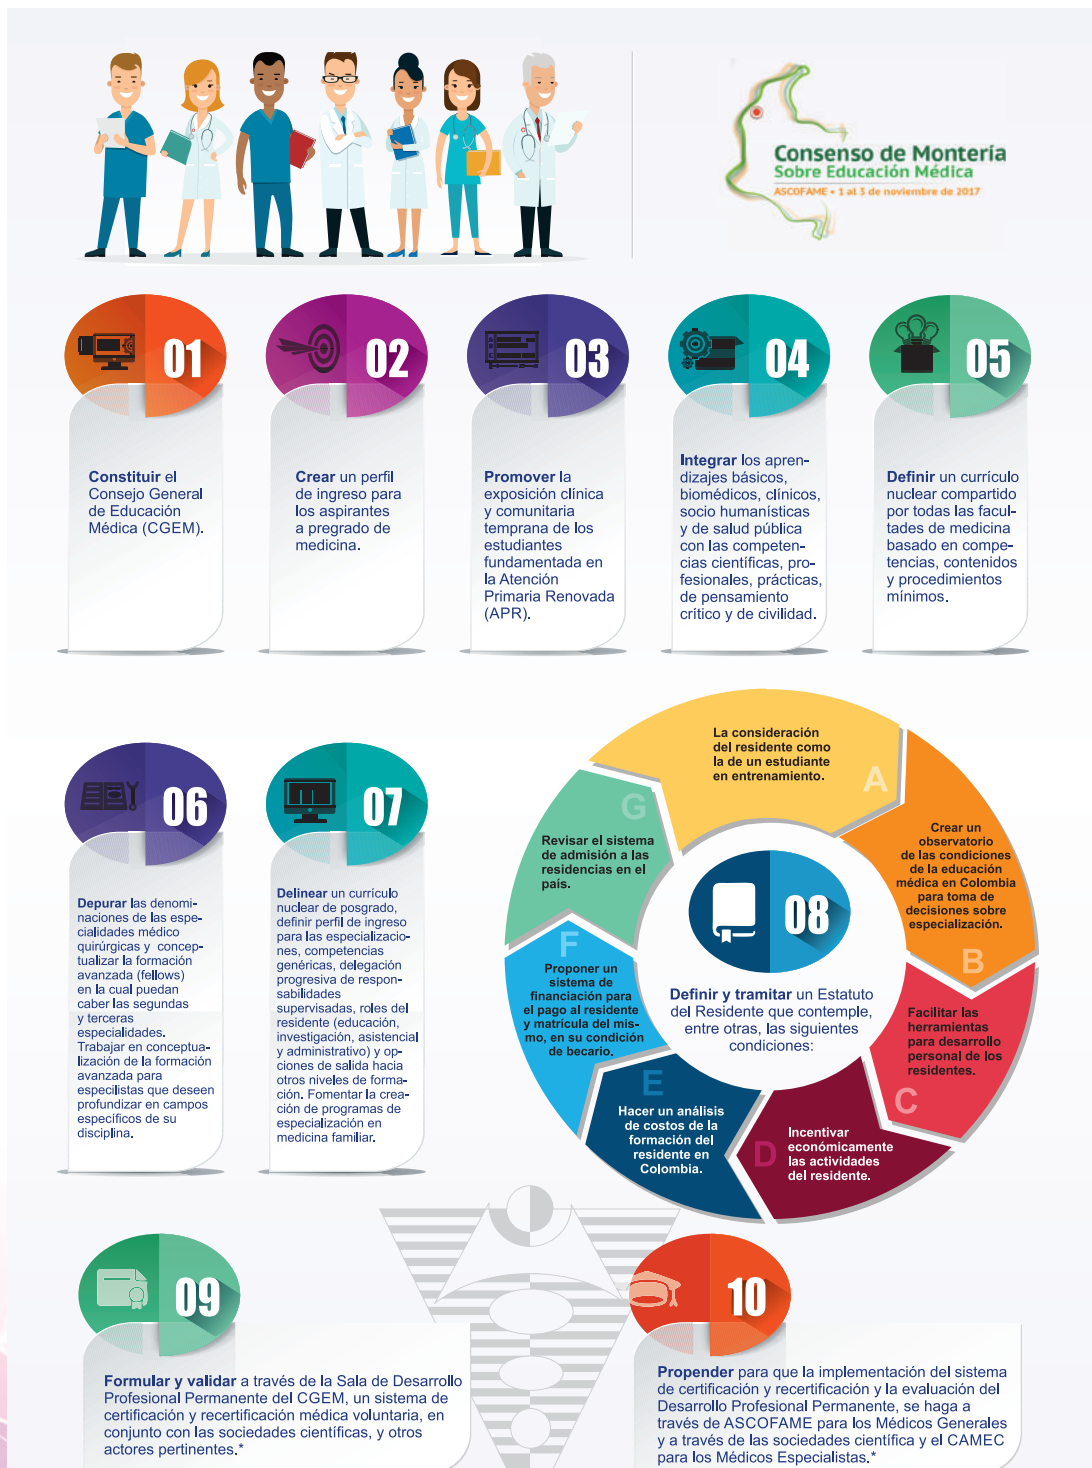 Consenso de Montería
Sobre Educación Médica
ASCOFAME • 1 al 3 de noviembre de 2017
01
Constituir el
Consejo General
de Educación
Médica (CGEM).
02
Crear un perfil
de ingreso para
los aspirantes
a pregrado de
medicina.
03
Promover la
exposición clínica
y comunitaria
temprana de los
estudiantes
fundamentada en
la Atención
Primaria Renovada
(APR).
04
Integrar los apren-
dizajes básicos,
biomédicos, clínicos,
socio humanísticas
y de salud pública
con las competen-
cias científicas, pro-
fesionales, prácticas,
de pensamiento
crítico y de civilidad.
05
Definir un currículo
nuclear compartido
por todas las facul-
tades de medicina
basado en compe-
tencias, contenidos
y procedimientos
mínimos.
06
Depurar las denomi-
naciones de las espe-
cialidades médico
quirúrgicas y concep-
tualizar la formación
avanzada (fellows)
en la cual puedan
caber las segundas
y terceras
especialidades.
Trabajar en conceptua-
lización de la formación
avanzada para
especilistas que deseen
profundizar en campos
específicos de su
disciplina.
07
Delinear un currículo
nuclear de posgrado,
definir perfil de ingreso
para las especializacio-
nes, competencias
genéricas, delegación
progresiva de respon-
sabilidades
supervisadas, roles del
residente (educación,
investigación, asistencial
y administrativo) y op-
ciones de salida hacia
otros niveles de forma-
ción. Fomentar la crea-
ción de programas de
especialización en
medicina familiar.
08
Definir y tramitar un Estatuto
del Residente que contemple,
entre otras, las siguientes
condiciones:
La consideración
del residente como
la de un estudiante
en entrenamiento.
A
Crear un
observatorio
de las condiciones
de la educación
médica en Colombia
para toma de
decisiones sobre
especialización.
B
Facilitar las
herramientas
para desarrollo
personal de los
residentes.
C
Incentivar
económicamente
las actividades
del residente.
D
E
Hacer un análisis
de costos de la
formación del
residente en
Colombia.
F
Proponer un
sistema de
financiación para
el pago al residente
y matricula del mis-
mo, en su condición
de becario.
G
Revisar el sistema
de admisión a las
residencias en el
país.
09
Formular y validar a través de la Sala de Desarrollo
Profesional Permanente del CGEM, un sistema de
certificación y recertificación médica voluntaria, en
conjunto con las sociedades científicas, y otros
actores pertinentes.*
10
Propender para que la implementación del sistema
de certificación y recertificación y la evaluación del
Desarrollo Profesional Permanente, se haga a
través de ASCOFAME para los Médicos Generales
y a través de las sociedades científica y el CAMEC
para los Médicos Especialistas.*